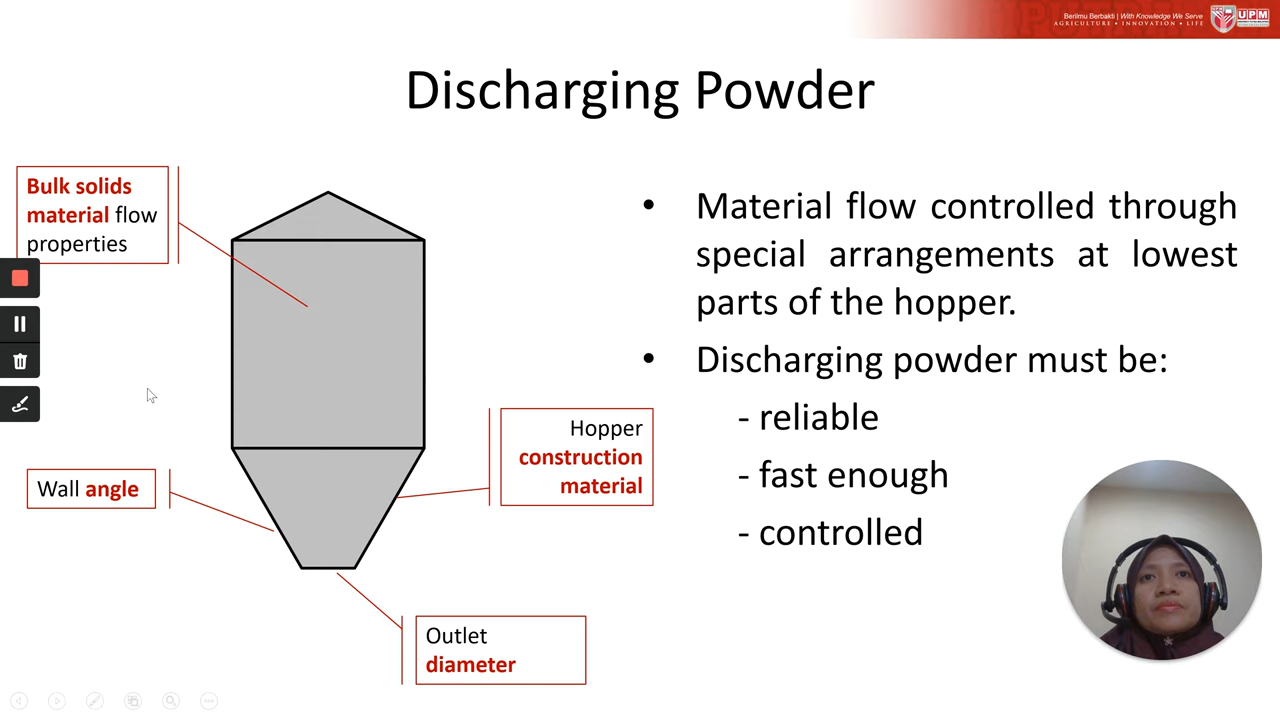 Berilmu Berbakti | With Knowledge We Serve
AGRICULTURE • INNOVATION • LIFE
UPM
Discharging Powder
Bulk solids
material flow
properties
Wall angle
Hopper
construction
material
Outlet
diameter
• Material flow controlled through
special arrangements at lowest
parts of the hopper.
• Discharging powder must be:
- reliable
- fast enough
- controlled